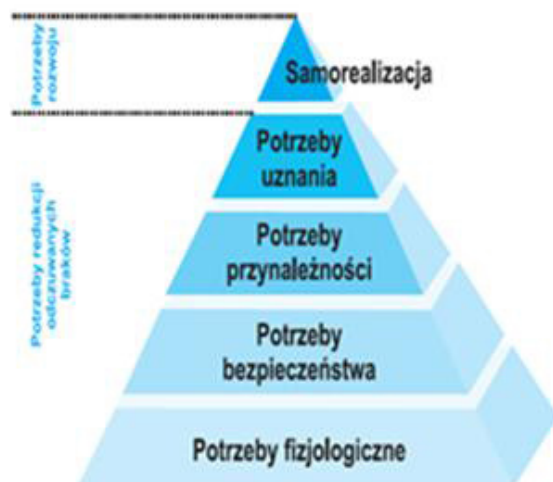 Potrzeby
rozwoju
Samorealizacja
Potrzeby
uznania
Potrzeby redukcji
odczuwanych
braków
Potrzeby
przynależności
Potrzeby
bezpieczeństwa
Potrzeby fizjologiczne